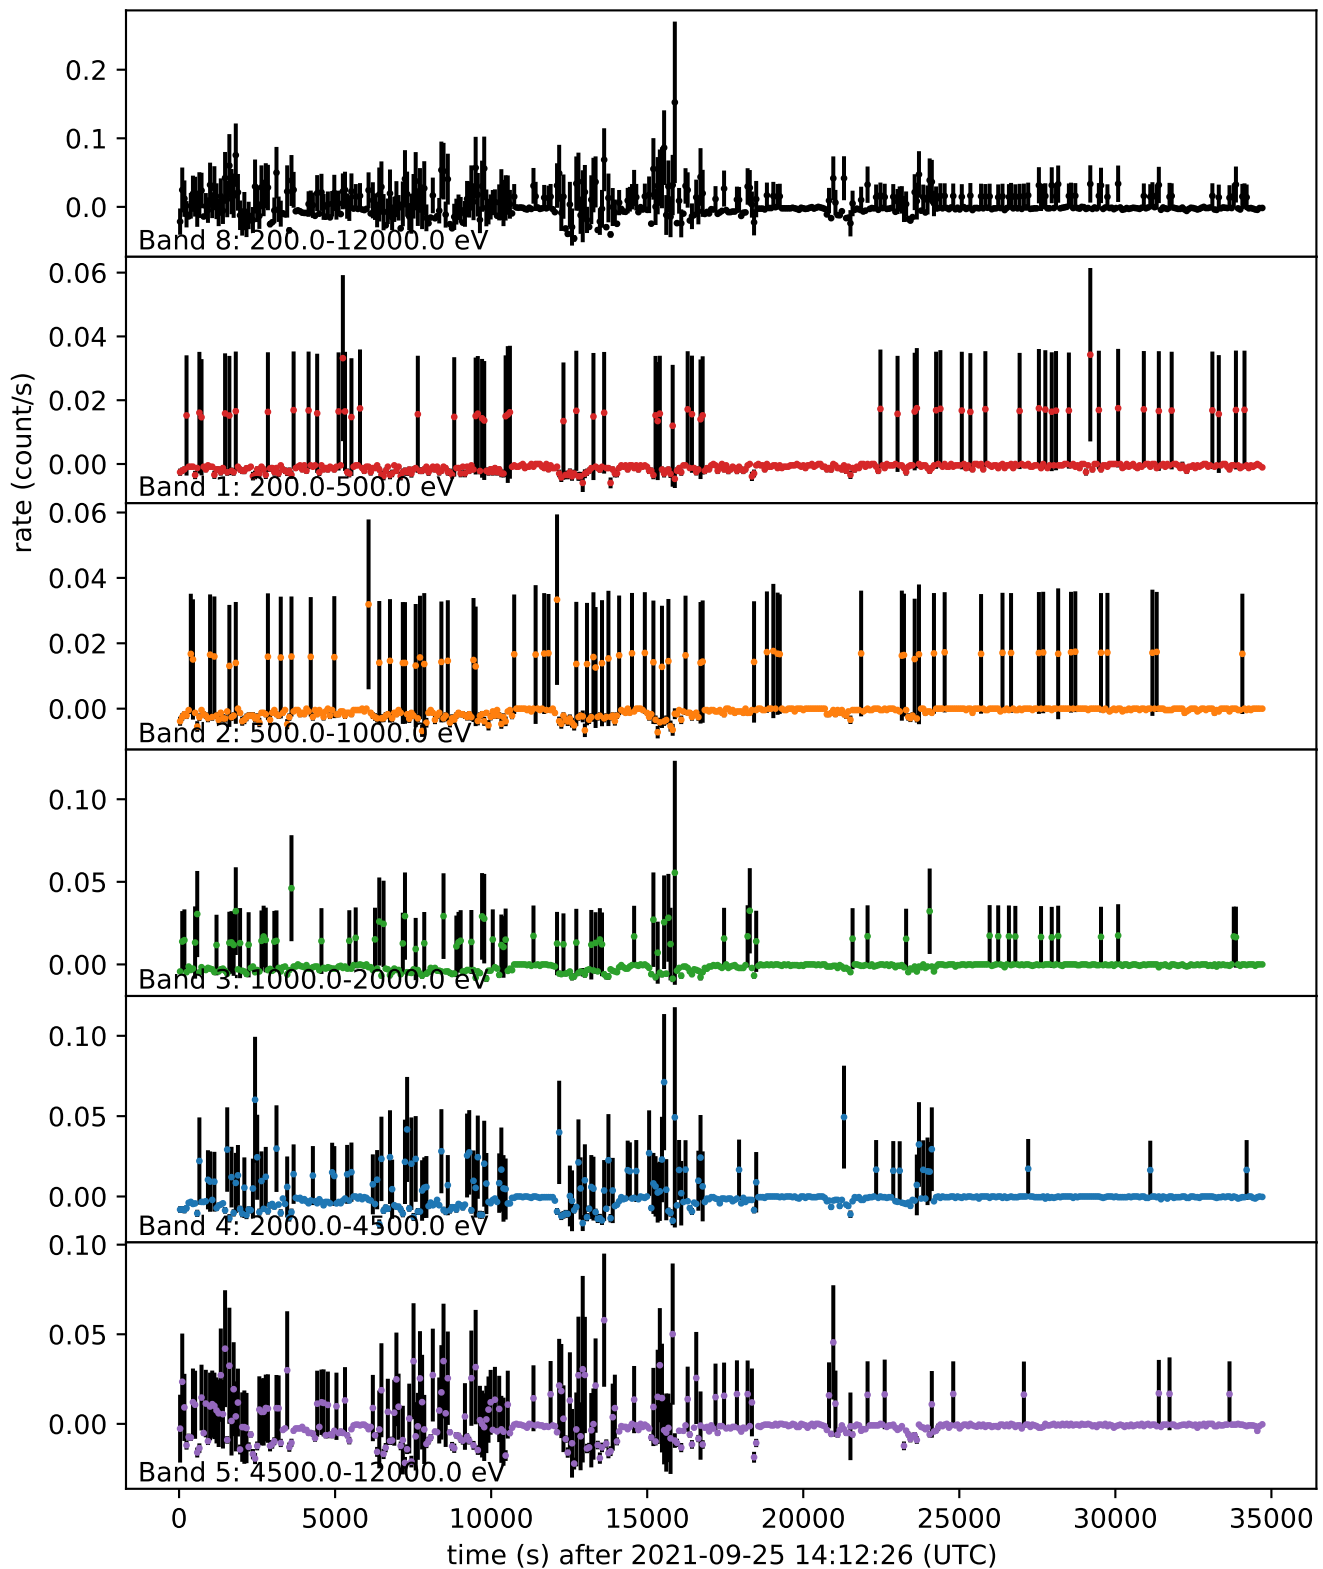 0.2
0.1
0.0
Band 8: 200.0-12000.0 eV
0.06
0.04
0.02
0.00
Band 1: 200.0-500.0 eV
rate (count/s)
0.06
0.04
0.02
0.00
Band 2: 500.0-1000.0 eV
0.10
0.05
0.00
Band 3: 1000.0-2000.0 eV
0.10
0.05
0.00
Band 4: 2000.0-4500.0 eV
0.10
0.05
0.00
Band 5: 4500.0-12000.0 eV
0 5000 10000 15000 20000 25000 30000 35000
time (s) after 2021-09-25 14:12:26 (UTC)